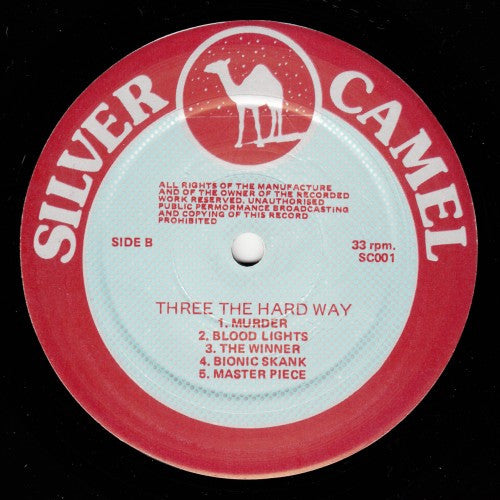 SILVER CAMEL
ALL RIGHTS OF THE MANUFACTURE
AND OF THE OWNER OF THE RECORDED
WORK RESERVED, UNAUTHORISED
PUBLIC PERMORMANCE BROADCASTING
AND COPYING OF THIS RECORD
PROHIBITED
SIDE B
33 rpm.
SC001
THREE THE HARD WAY
1. MURDER
2. BLOOD LIGHTS
3. THE WINNER
4. BIONIC SKANK
5. MASTER PIECE